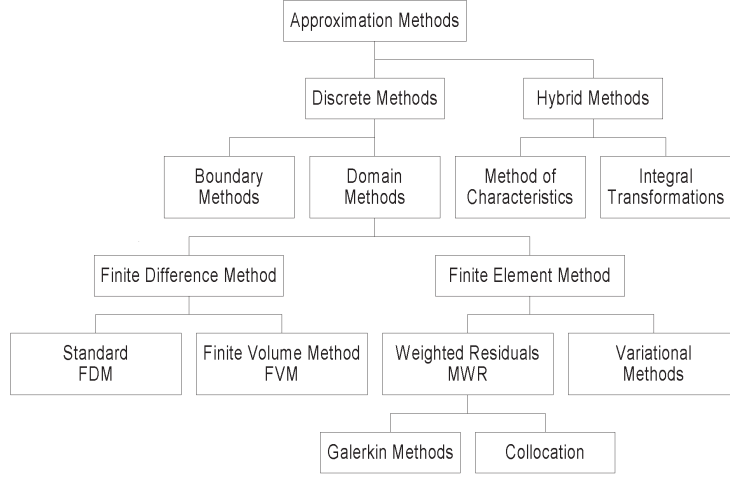 Approximation Methods
Discrete Methods
Hybrid Methods
Boundary
Methods
Domain
Methods
Method of
Characteristics
Integral
Transformations
Finite Difference Method
Finite Element Method
Standard
FDM
Finite Volume Method
FVM
Weighted Residuals
MWR
Variational
Methods
Galerkin Methods
Collocation